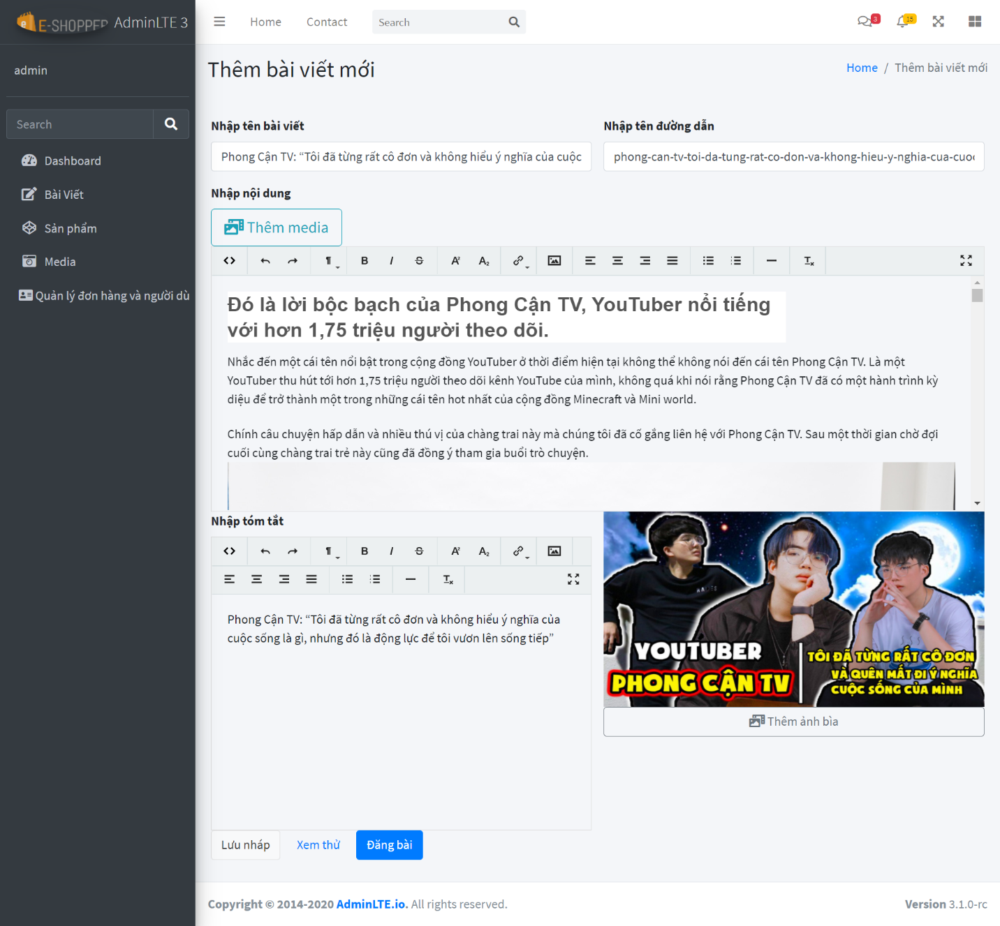 E-SHOPPER AdminLTE 3
Home Contact Search 3 15
admin
Search
Dashboard
Bài Viết
Sản phẩm
Media
Quản lý đơn hàng và người dù
Thêm bài viết mới
Home / Thêm bài viết mới
Nhập tên bài viết
Phong Cận TV: “Tôi đã từng rất cô đơn và không hiểu ý nghĩa của cuộc
Nhập tên đường dẫn
phong-can-tv-toi-da-tung-rat-co-don-va-khong-hieu-y-nghia-cua-cuoc
Nhập nội dung
Thêm media
Đó là lời bộc bạch của Phong Cận TV, YouTuber nổi tiếng
với hơn 1,75 triệu người theo dõi.
Nhắc đến một cái tên nổi bật trong cộng đồng YouTuber ở thời điểm hiện tại không thể không nói đến cái tên Phong Cận TV. Là một
YouTuber thu hút tới hơn 1,75 triệu người theo dõi kênh YouTube của mình, không quá khi nói rằng Phong Cận TV đã có một hành trình kỳ
diệu để trở thành một trong những cái tên hot nhất của cộng đồng Minecraft và Mini world.
Chính câu chuyện hấp dẫn và nhiều thú vị của chàng trai này mà chúng tôi đã cố gắng liên hệ với Phong Cận TV. Sau một thời gian chờ đợi
cuối cùng chàng trai trẻ này cũng đã đồng ý tham gia buổi trò chuyện.
Nhập tóm tắt
Phong Cận TV: “Tôi đã từng rất cô đơn và không hiểu ý nghĩa của
cuộc sống là gì, nhưng đó là động lực để tôi vươn lên sống tiếp”
YOUTUBER
PHONG CẬN TV
TÔI ĐÃ TỪNG RẤT CÔ ĐƠN
VÀ QUÊN MẤT ĐI Ý NGHĨA
CUỘC SỐNG CỦA MÌNH
Thêm ảnh bìa
Lưu nháp Xem thử Đăng bài
Copyright © 2014-2020 AdminLTE.io. All rights reserved.
Version 3.1.0-rc